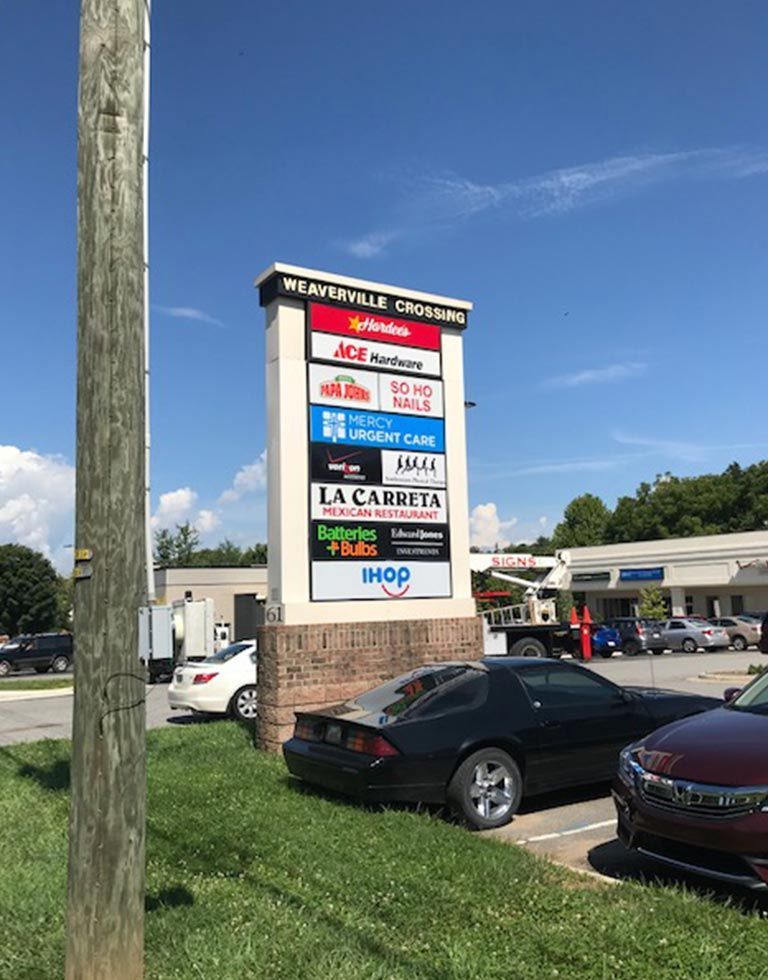 WEAVERVILLE CROSSING
Hardee's
ACE Hardware
PAPA JOHN'S
SO HO
NAILS
MERCY
URGENT CARE
verizon
LA CARRETA
MEXICAN RESTAURANT
Batteries
+Bulbs
Edward Jones
INVESTMENTS
IHOP
61
SIGNS